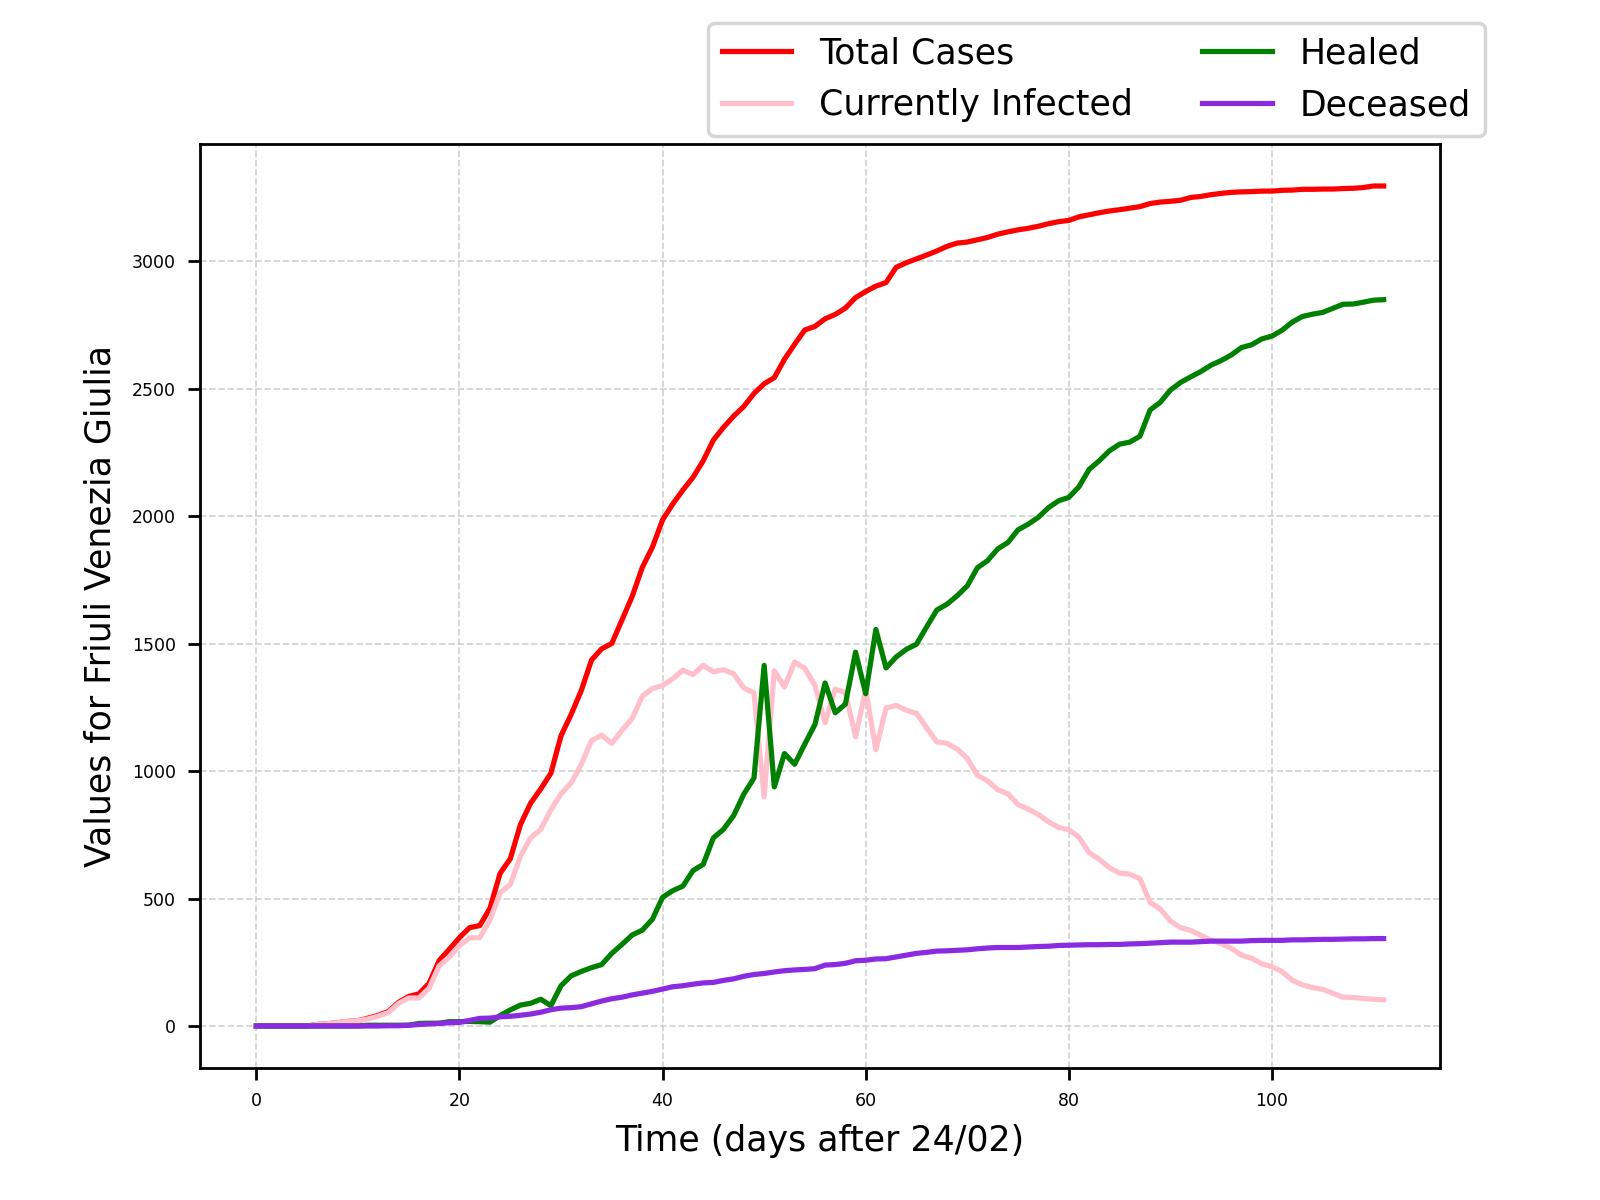 Total Cases
Currently Infected
Healed
Deceased
Values for Friuli Venezia Giulia
3000
2500
2000
1500
1000
500
0
0 20 40 60 80 100
Time (days after 24/02)